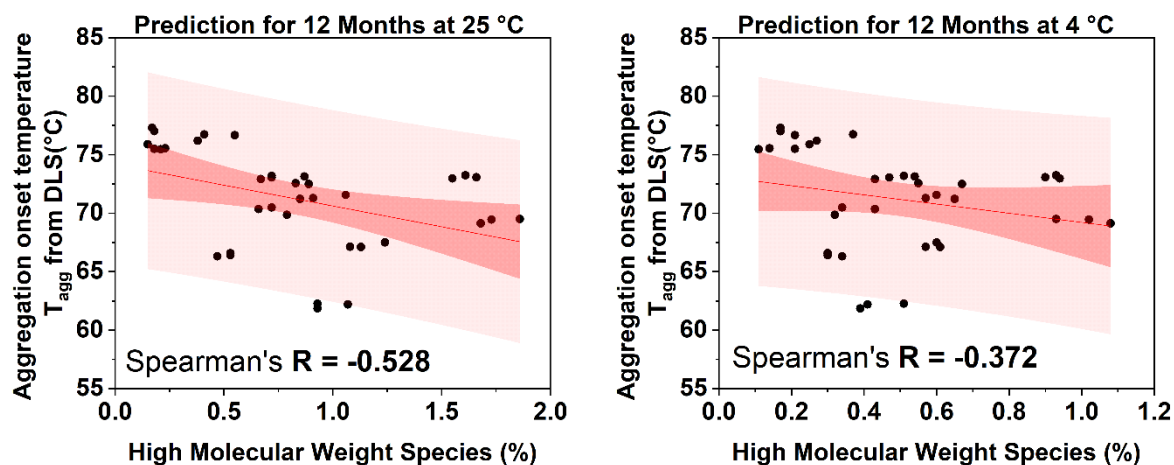 Prediction for 12 Months at 25 °C
Aggregation onset temperature
Tagg from DLS(°C)
85
80
75
70
65
60
55
Spearman's R = -0.528
0.0 0.5 1.0 1.5 2.0
High Molecular Weight Species (%)
Prediction for 12 Months at 4 °C
Aggregation onset temperature
Tagg from DLS(°C)
85
80
75
70
65
60
55
Spearman's R = -0.372
0.0 0.2 0.4 0.6 0.8 1.0 1.2
High Molecular Weight Species (%)